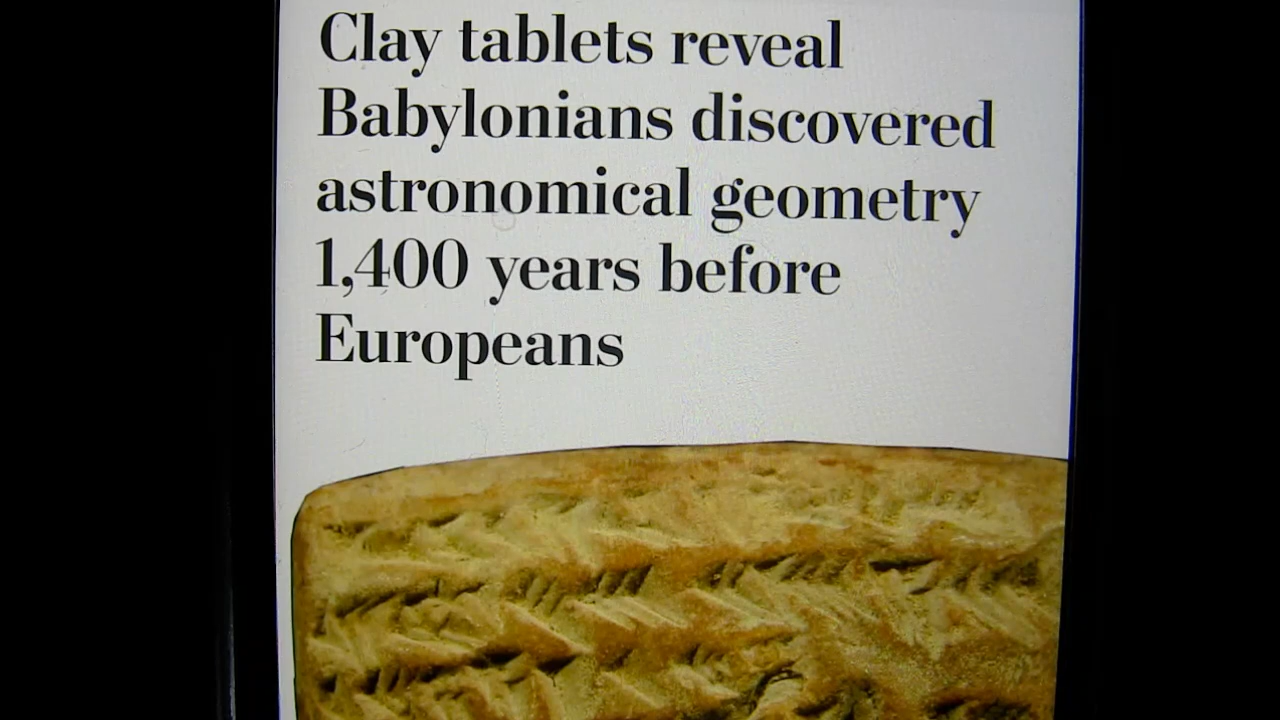 Clay tablets reveal
Babylonians discovered
astronomical geometry
1,400 years before
Europeans